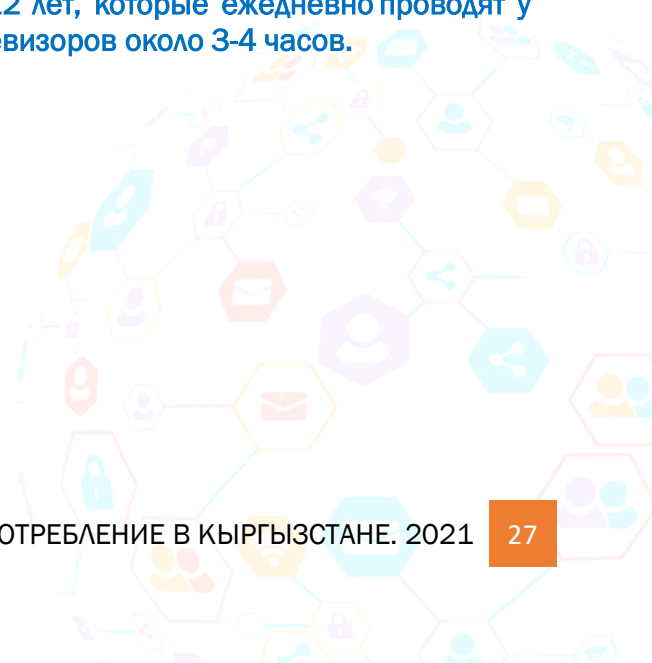 2 лет, которые ежедневно проводят у
евизоров около 3-4 часов.
ОТРЕБЛЕНИЕ В КЫРГЫЗСТАНЕ. 2021 27